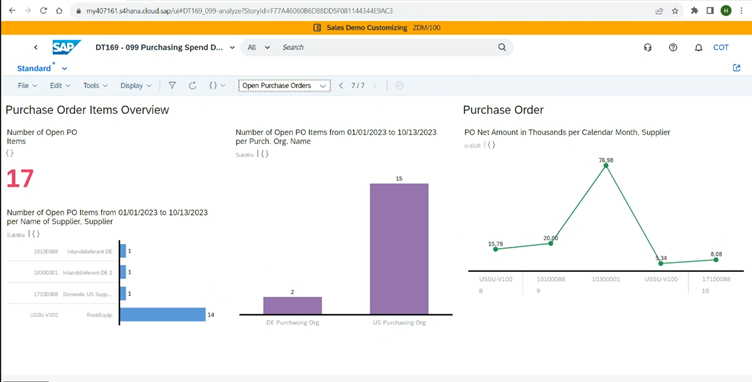 my407161.s4hana.cloud.sap/ui#DT169_099-analyze?StoryId=F77A46060B6D88DD5F081144344E9AC3
H
Sales Demo Customizing ZDM/100
SAP DT169 - 099 Purchasing Spend D... All Search COT
Standard *
File Edit Tools Display { } Open Purchase Orders 7 / 7
Purchase Order Items Overview
Purchase Order
Number of Open PO
Items
{ }
17
Number of Open PO Items from 01/01/2023 to 10/13/2023
per Name of Supplier, Supplier
Subtitle | { }
10100088 Inlandslieferant DE 1
10300001 Inlandslieferant DE 1 1
17100088 Domestic US Supp... 1
USSU-V100 14
Number of Open PO Items from 01/01/2023 to 10/13/2023
per Purch. Org. Name
Subtitle | { }
15
2
DE Purchasing Org
US Purchasing Org
PO Net Amount in Thousands per Calendar Month, Supplier
in EUR | { }
76,98
15,79
8,08
USSU-V100 10100088 10300001 USSU-V100 17100088
8 9 10